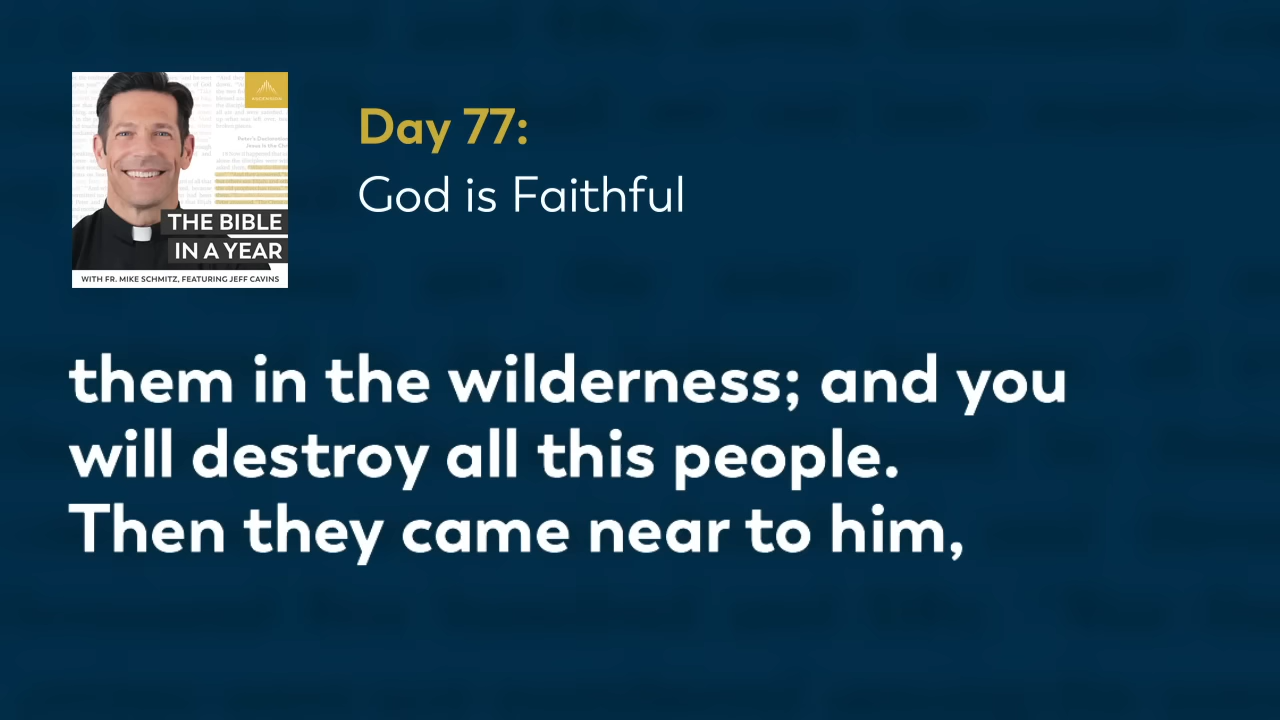 Day 77:
God is Faithful
THE BIBLE
IN A YEAR
WITH FR. MIKE SCHMITZ, FEATURING JEFF CAVINS
them in the wilderness; and you
will destroy all this people.
Then they came near to him,